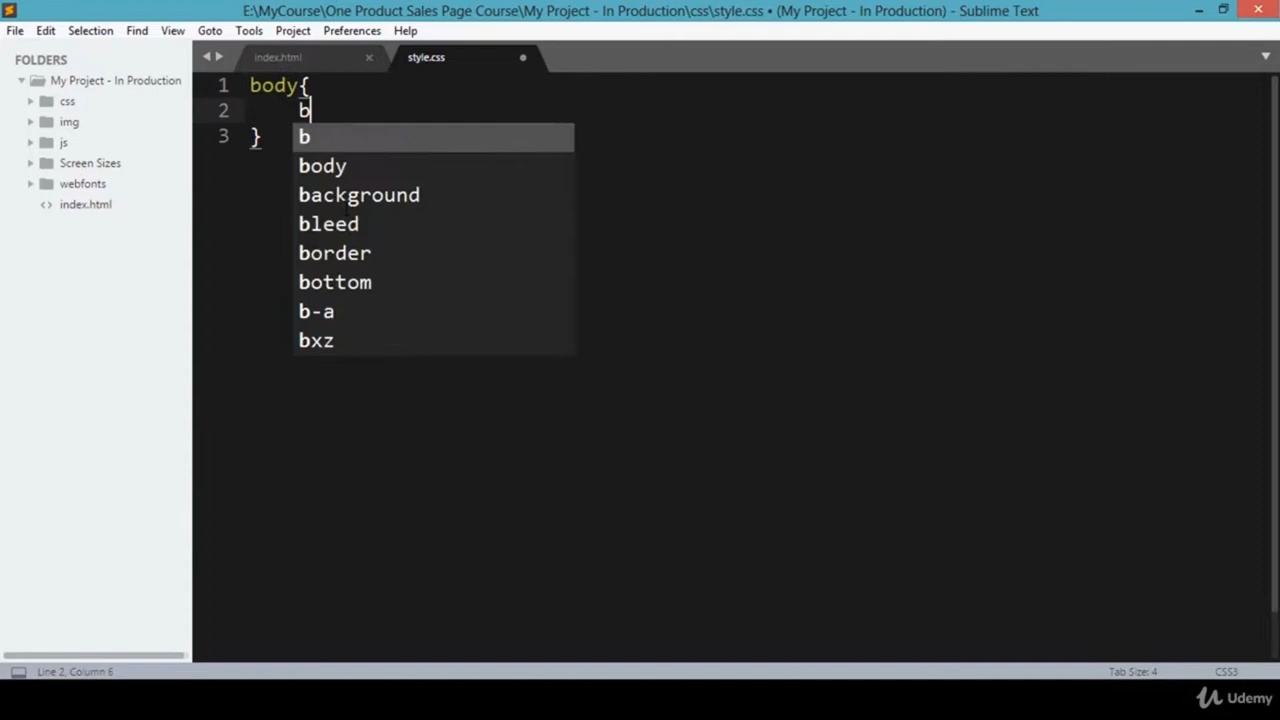 E:\MyCourse\One Product Sales Page Course\My Project - In Production\css\style.css • (My Project - In Production) - Sublime Text
File Edit Selection Find View Goto Tools Project Preferences Help
FOLDERS
My Project - In Production
css
img
js
Screen Sizes
webfonts
index.html
index.html style.css
1 body{
2 b
3 }
b
body
background
bleed
border
bottom
b-a
bxz
Line 2, Column 6 Tab Size: 4 CSS3
Udemy